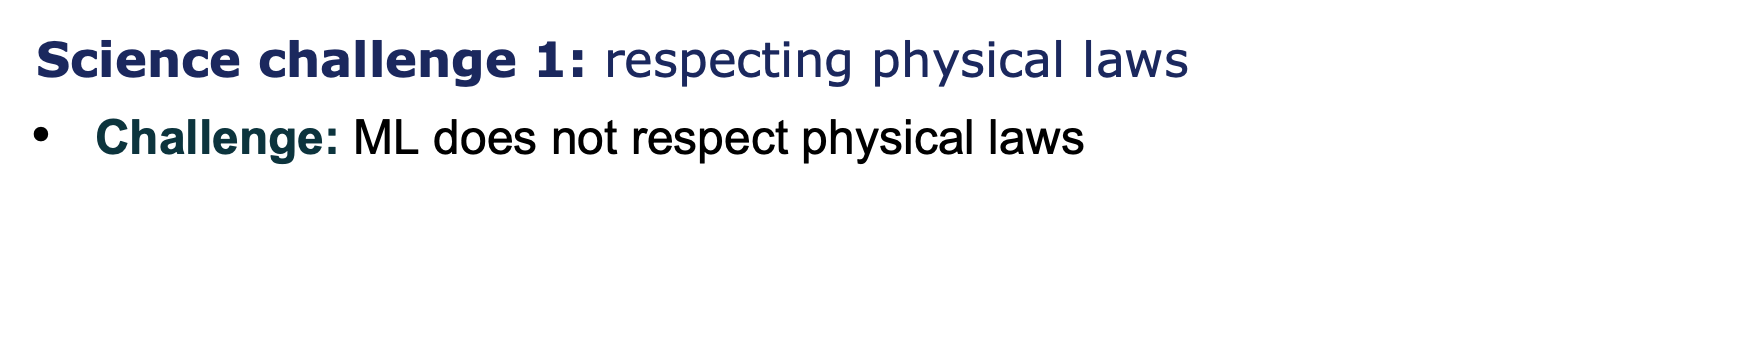 Science challenge 1: respecting physical laws
• Challenge: ML does not respect physical laws